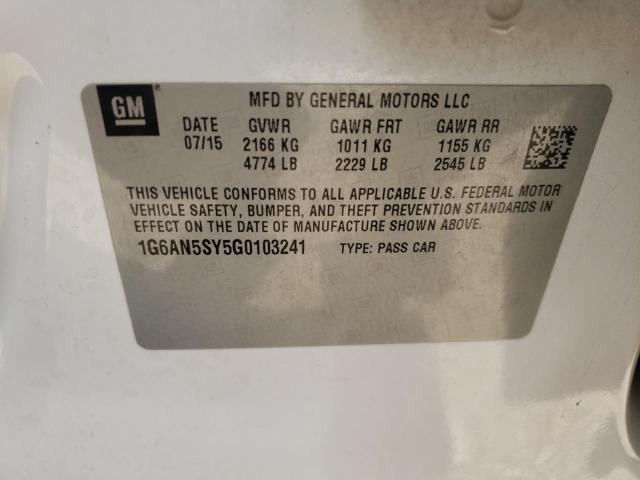 GM
MFD BY GENERAL MOTORS LLC
DATE GVWR GAWR FRT GAWR RR
07/15 2166 KG 1011 KG 1155 KG
4774 LB 2229 LB 2545 LB
THIS VEHICLE CONFORMS TO ALL APPLICABLE U.S. FEDERAL MOTOR
VEHICLE SAFETY, BUMPER, AND THEFT PREVENTION STANDARDS IN
EFFECT ON THE DATE OF MANUFACTURE SHOWN ABOVE.
1G6AN5SY5G0103241 TYPE: PASS CAR